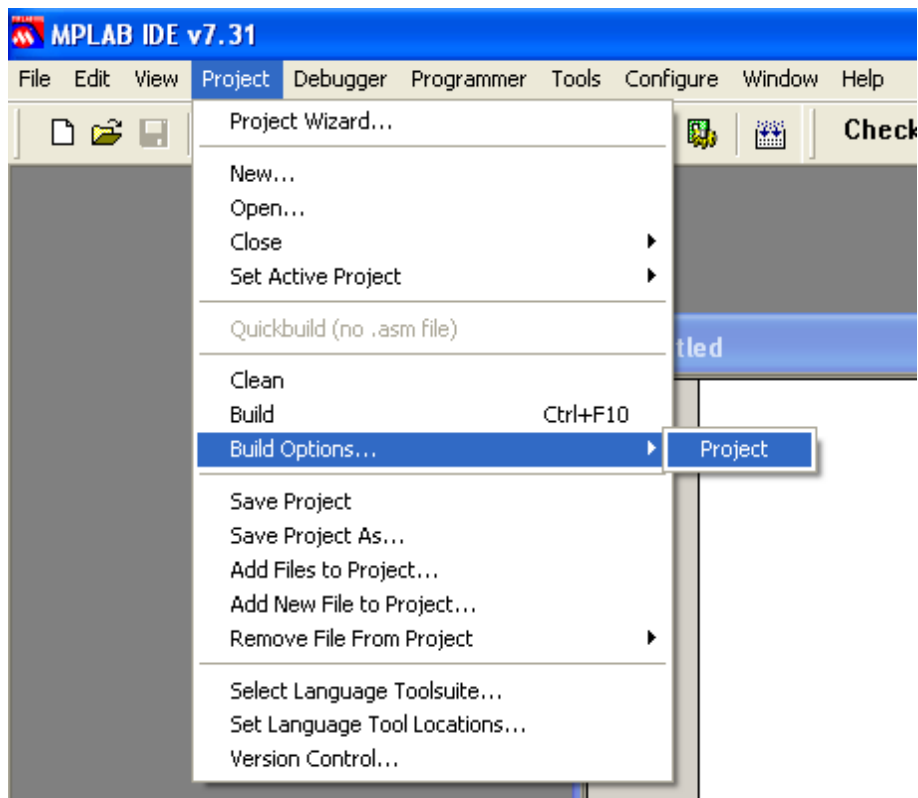 MPLAB IDE v7.31
File Edit View Project Debugger Programmer Tools Configure Window Help
Check
Project Wizard...
New...
Open...
Close
Set Active Project
Quickbuild (no .asm file)
tled
Clean
Build Ctrl+F10
Build Options... Project
Save Project
Save Project As...
Add Files to Project...
Add New File to Project...
Remove File From Project
Select Language Toolsuite...
Set Language Tool Locations...
Version Control...